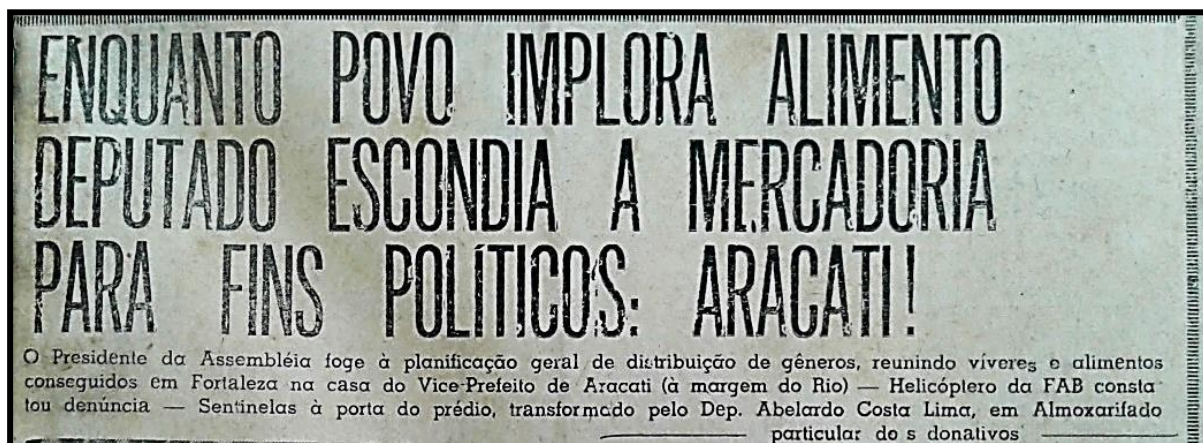 ENQUANTO POVO IMPLORA ALIMENTO
DEPUTADO ESCONDIA A MERCADORIA
PARA FINS POLÍTICOS: ARACATI!
O Presidente da Assembléia foge à planificação geral de distribuição de gêneros, reunindo víveres e alimentos
conseguidos em Fortaleza na casa do Vice-Prefeito de Aracati (à margem do Rio) — Helicóptero da FAB consta
tou denúncia — Sentinelas à porta do prédio, transformado pelo Dep. Abelardo Costa Lima, em Almoxarifado
particular do s donativos